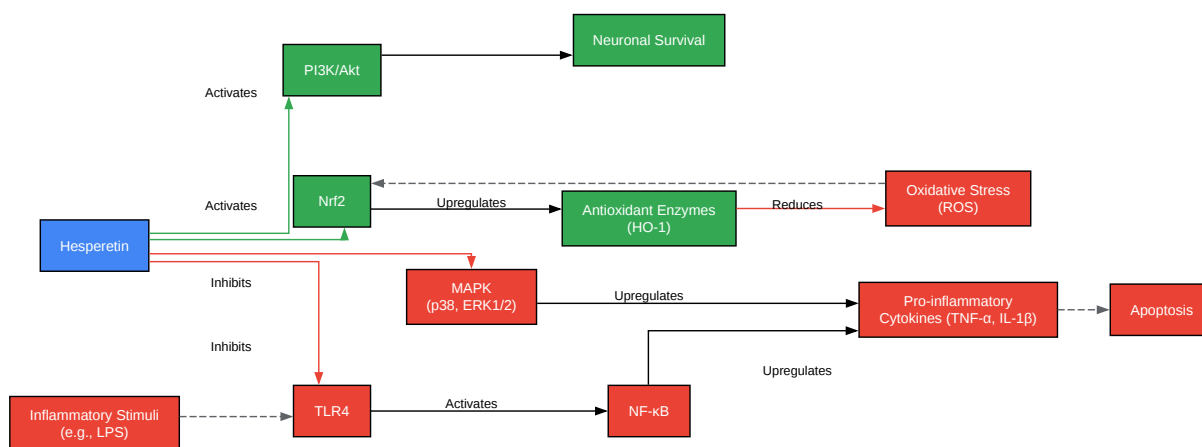 Neuronal Survival
PI3K/Akt
Activates
Nrf2
Activates
Upregulates
Antioxidant Enzymes
(HO-1)
Reduces
Oxidative Stress
(ROS)
Hesperetin
Inhibits
MAPK
(p38, ERK1/2)
Upregulates
Pro-inflammatory
Cytokines (TNF-α, IL-1β)
Apoptosis
Inhibits
Upregulates
Inflammatory Stimuli
(e.g., LPS)
TLR4
Activates
NF-κB